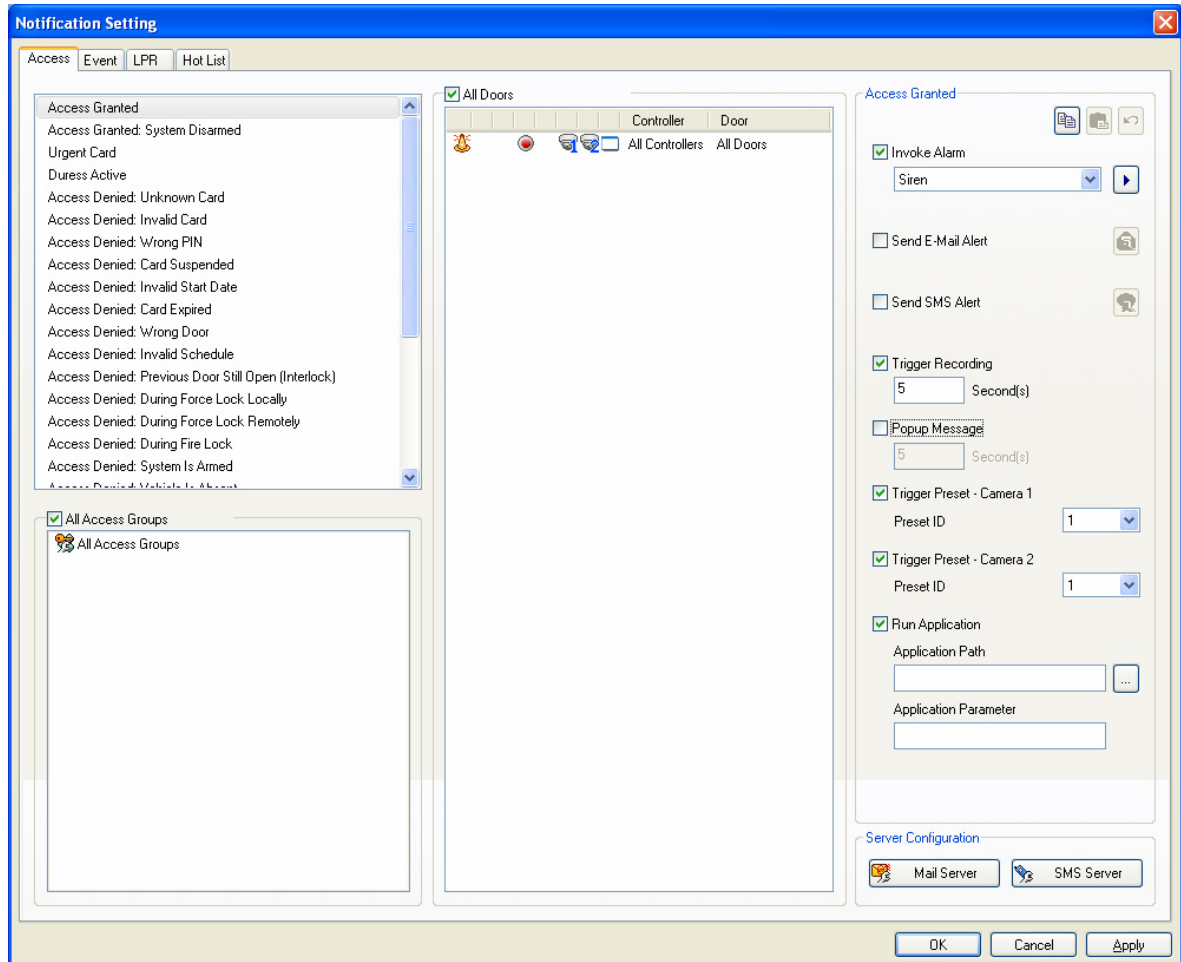 Notification Setting
Access
Event
LPR
Hot List
Access Granted
Access Granted: System Disarmed
Urgent Card
Duress Active
Access Denied: Unknown Card
Access Denied: Invalid Card
Access Denied: Wrong PIN
Access Denied: Card Suspended
Access Denied: Invalid Start Date
Access Denied: Card Expired
Access Denied: Wrong Door
Access Denied: Invalid Schedule
Access Denied: Previous Door Still Open (Interlock)
Access Denied: During Force Lock Locally
Access Denied: During Force Lock Remotely
Access Denied: During Fire Lock
Access Denied: System Is Armed
Access Denied: Vehicle Is Absent
All Access Groups
All Access Groups
All Doors
Controller Door
1 2 All Controllers All Doors
Access Granted
Invoke Alarm
Siren
Send E-Mail Alert
Send SMS Alert
Trigger Recording
5 Second(s)
Popup Message
5 Second(s)
Trigger Preset - Camera 1
Preset ID 1
Trigger Preset - Camera 2
Preset ID 1
Run Application
Application Path
...
Application Parameter
Server Configuration
Mail Server
SMS Server
OK
Cancel
Apply